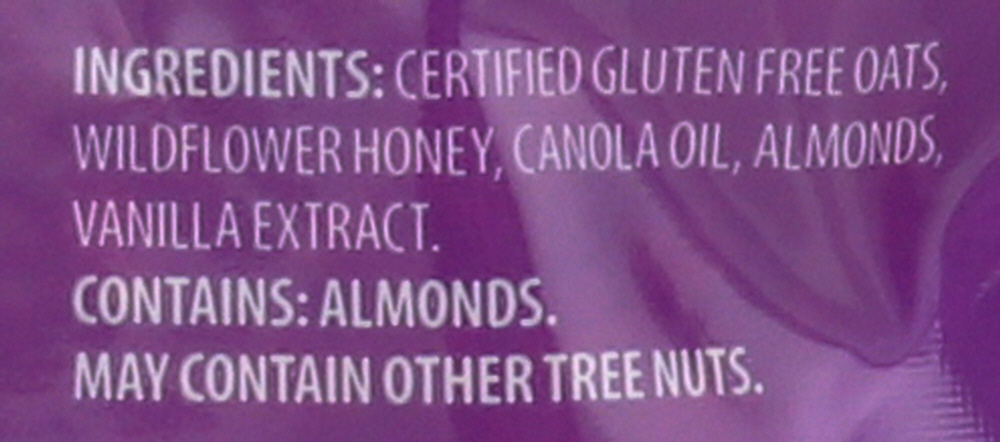 INGREDIENTS: CERTIFIED GLUTEN FREE OATS,
WILDFLOWER HONEY, CANOLA OIL, ALMONDS,
VANILLA EXTRACT.
CONTAINS: ALMONDS.
MAY CONTAIN OTHER TREE NUTS.